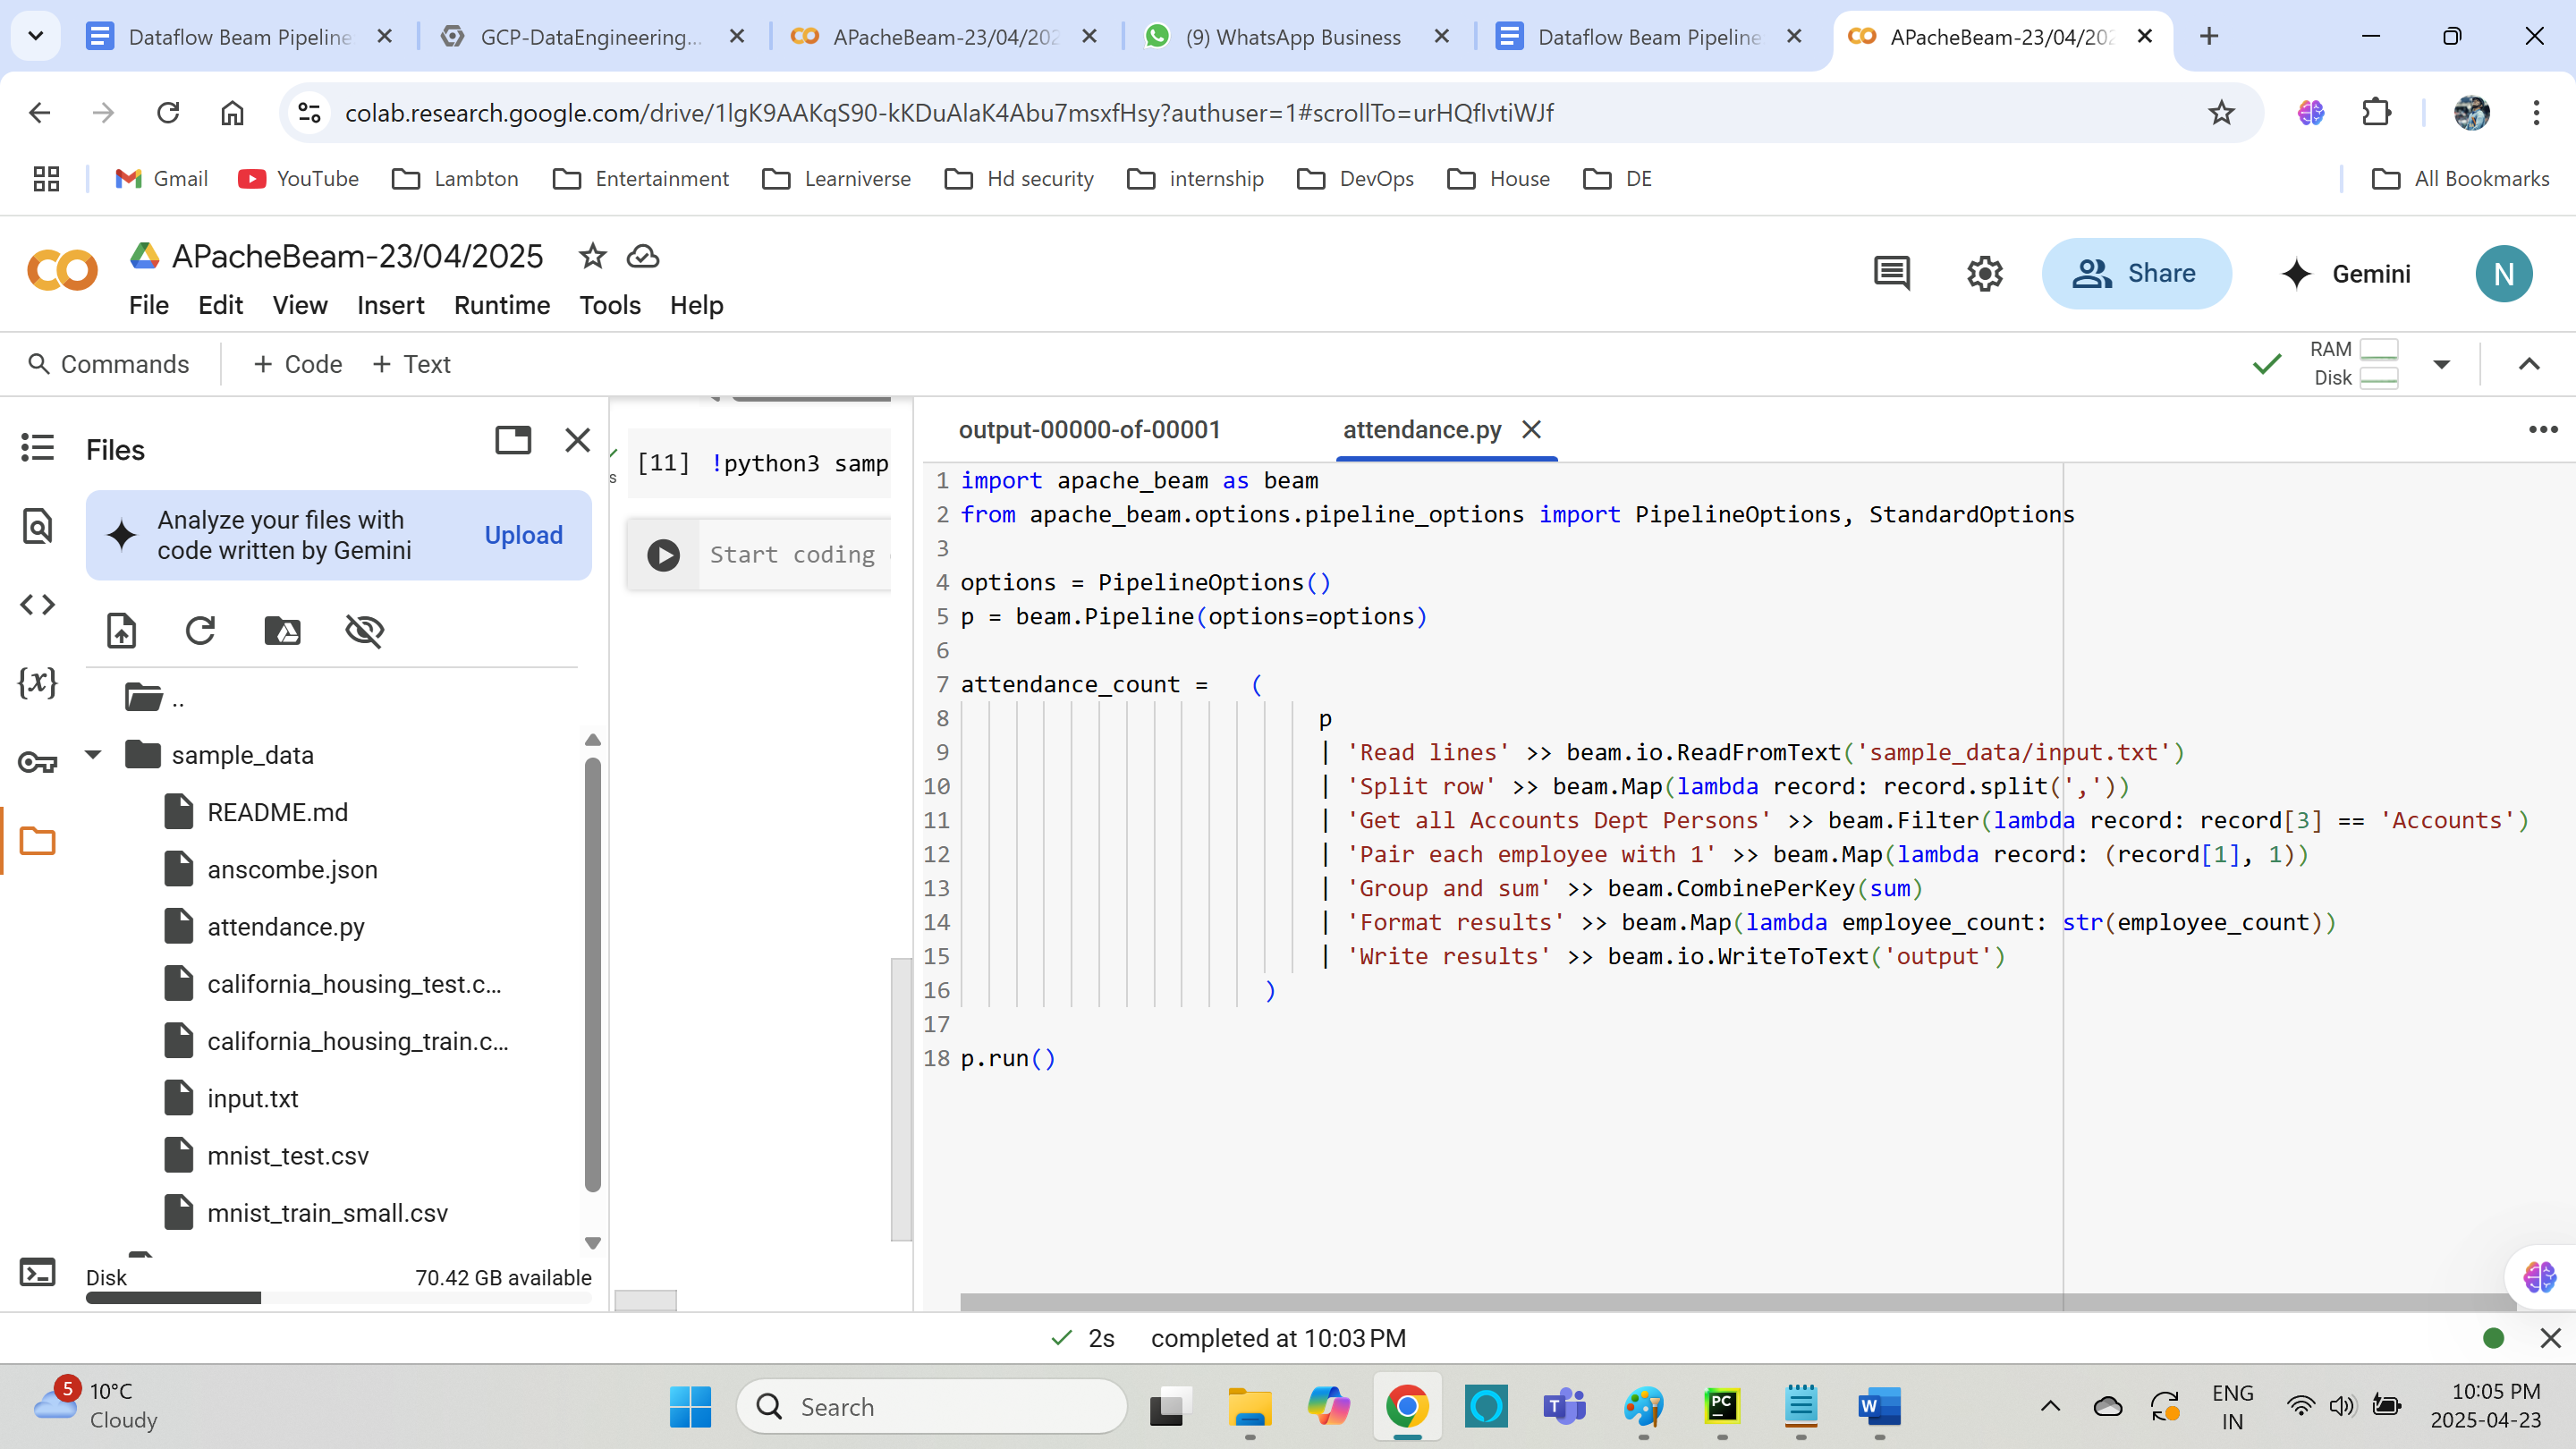 Dataflow Beam Pipeline
GCP-DataEngineering...
APacheBeam-23/04/202
(9) WhatsApp Business
Dataflow Beam Pipeline
APacheBeam-23/04/202
colab.research.google.com/drive/1lgK9AAKqS90-kKDuAlaK4Abu7msxfHsy?authuser=1#scrollTo=urHQfIvtiWJf
Gmail
YouTube
Lambton
Entertainment
Learniverse
Hd security
internship
DevOps
House
DE
All Bookmarks
APacheBeam-23/04/2025
File Edit View Insert Runtime Tools Help
Share
Gemini
N
Commands
+ Code
+ Text
RAM
Disk
Files
Analyze your files with
code written by Gemini
Upload
..
sample_data
README.md
anscombe.json
attendance.py
california_housing_test.c...
california_housing_train.c...
input.txt
mnist_test.csv
mnist_train_small.csv
Disk
70.42 GB available
s
[11] !python3 samp
Start coding
output-00000-of-00001
attendance.py
1 import apache_beam as beam
2 from apache_beam.options.pipeline_options import PipelineOptions, StandardOptions
3
4 options = PipelineOptions()
5 p = beam.Pipeline(options=options)
6
7 attendance_count = (
8 p
9 | 'Read lines' >> beam.io.ReadFromText('sample_data/input.txt')
10 | 'Split row' >> beam.Map(lambda record: record.split(','))
11 | 'Get all Accounts Dept Persons' >> beam.Filter(lambda record: record[3] == 'Accounts')
12 | 'Pair each employee with 1' >> beam.Map(lambda record: (record[1], 1))
13 | 'Group and sum' >> beam.CombinePerKey(sum)
14 | 'Format results' >> beam.Map(lambda employee_count: str(employee_count))
15 | 'Write results' >> beam.io.WriteToText('output')
16 )
17
18 p.run()
2s completed at 10:03 PM
5
10°C
Cloudy
Search
PC
T
W
ENG
IN
10:05 PM
2025-04-23